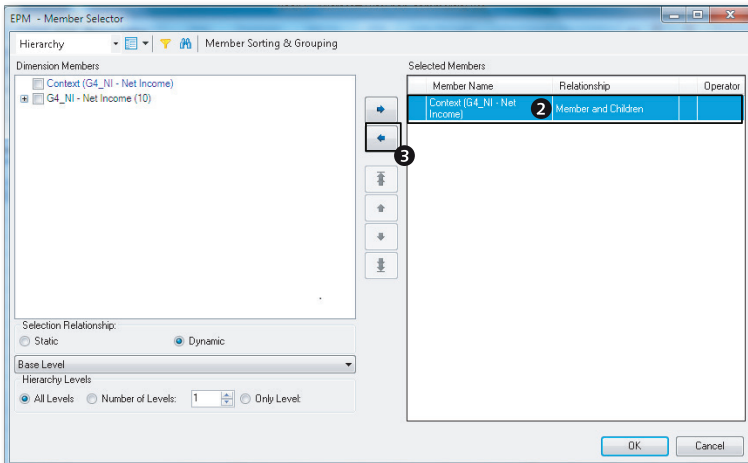 EPM - Member Selector
Hierarchy Member Sorting & Grouping
Dimension Members
Context (G4_NI - Net Income)
G4_NI - Net Income (10)
Selected Members
Member Name Relationship Operator
Context (G4_NI - Net
Income) 2 Member and Children
3
Selection Relationship:
Static Dynamic
Base Level
Hierarchy Levels
All Levels Number of Levels: 1 Only Level:
OK Cancel